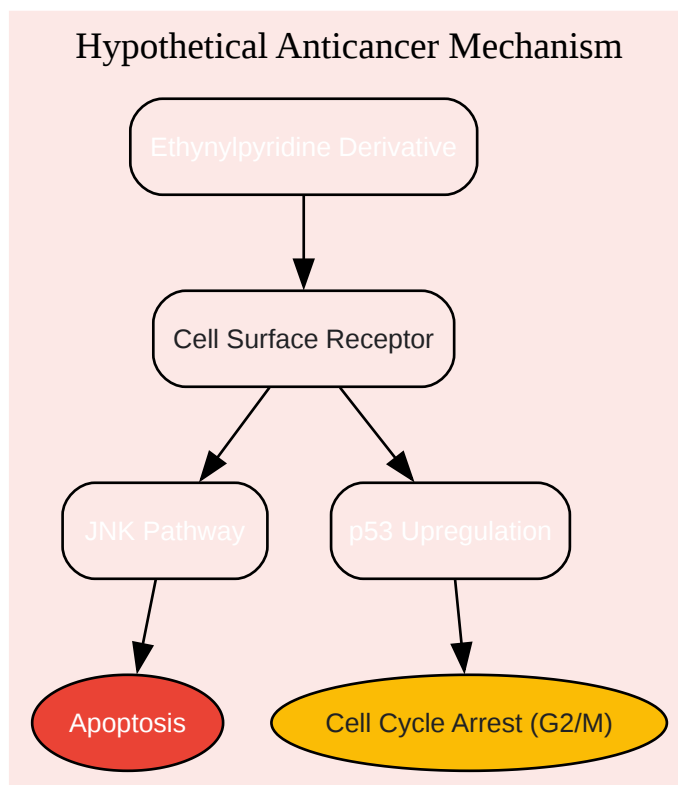 Hypothetical Anticancer Mechanism
Ethynylpyridine Derivative
Cell Surface Receptor
JNK Pathway
p53 Upregulation
Apoptosis
Cell Cycle Arrest (G2/M)